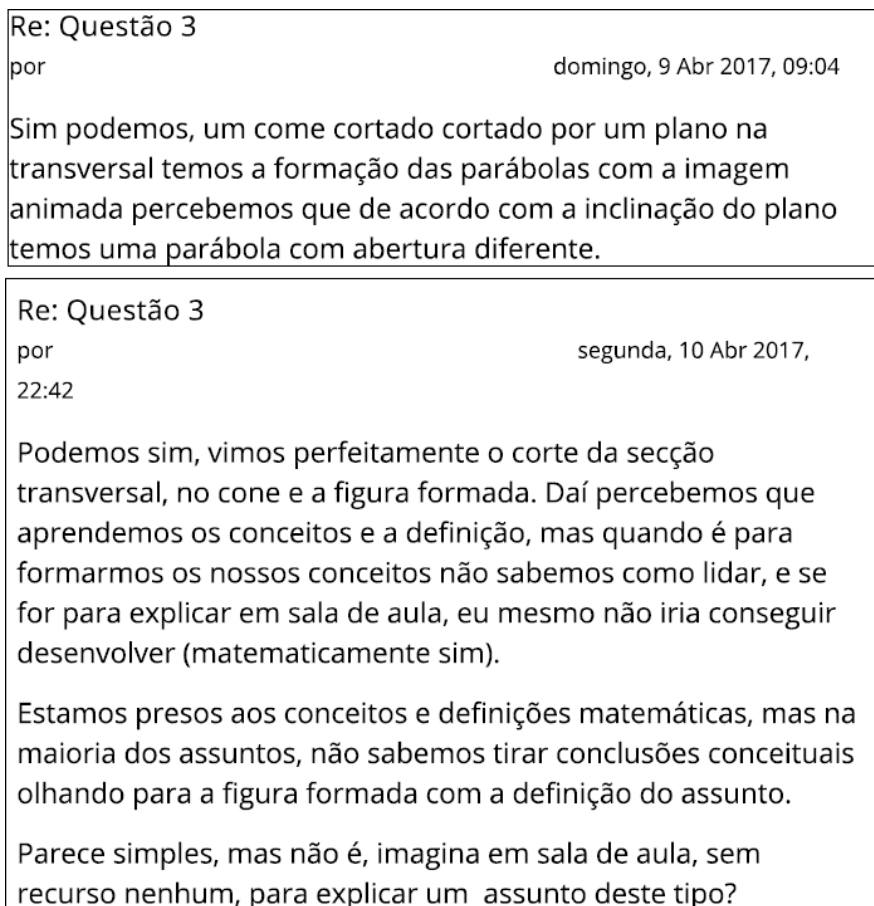 Re: Questão 3
por domingo, 9 Abr 2017, 09:04
Sim podemos, um come cortado cortado por um plano na
transversal temos a formação das parábolas com a imagem
animada percebemos que de acordo com a inclinação do plano
temos uma parábola com abertura diferente.
Re: Questão 3
por segunda, 10 Abr 2017,
22:42
Podemos sim, vimos perfeitamente o corte da secção
transversal, no cone e a figura formada. Daí percebemos que
aprendemos os conceitos e a definição, mas quando é para
formarmos os nossos conceitos não sabemos como lidar, e se
for para explicar em sala de aula, eu mesmo não iria conseguir
desenvolver (matematicamente sim).
Estamos presos aos conceitos e definições matemáticas, mas na
maioria dos assuntos, não sabemos tirar conclusões conceituais
olhando para a figura formada com a definição do assunto.
Parece simples, mas não é, imagina em sala de aula, sem
recurso nenhum, para explicar um assunto deste tipo?